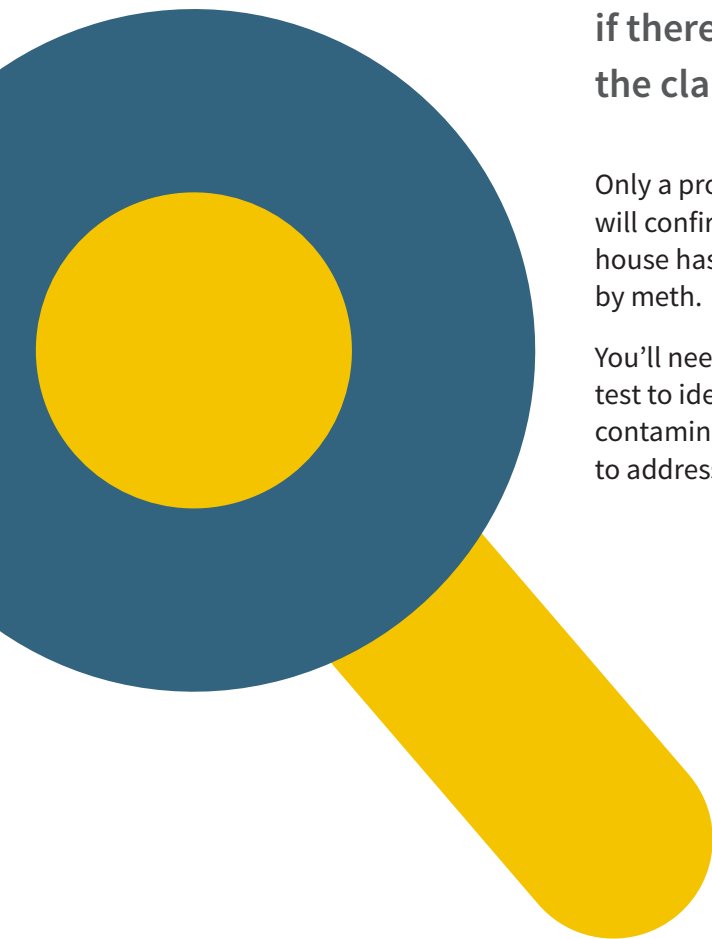 if there
the cla
Only a pro
will confir
house has
by meth.
You’ll nee
test to ide
contamin
to address